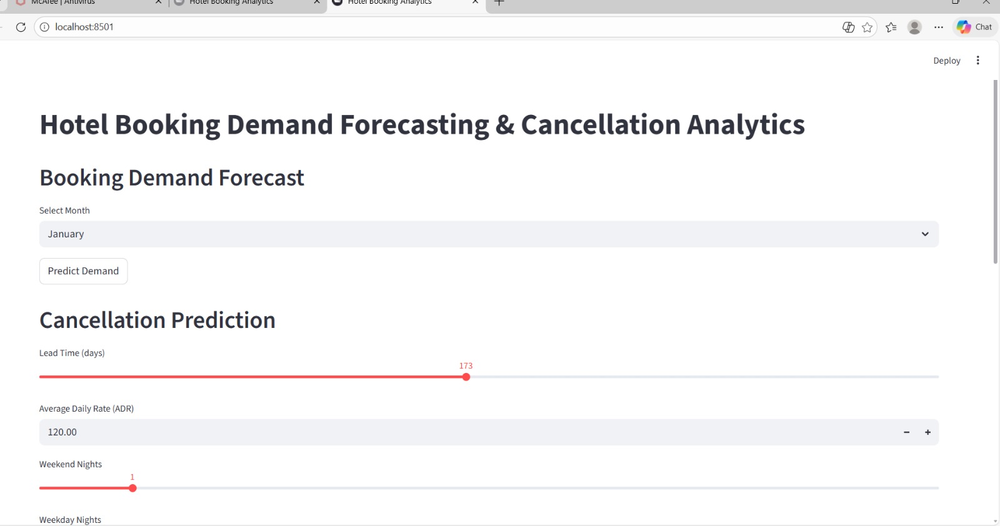 McAfee | Antivirus
Hotel Booking Analytics
Hotel Booking Analytics
localhost:8501
Chat
Deploy
Hotel Booking Demand Forecasting & Cancellation Analytics
Booking Demand Forecast
Select Month
January
Predict Demand
Cancellation Prediction
Lead Time (days)
173
Average Daily Rate (ADR)
120.00
Weekend Nights
1
Weekday Nights